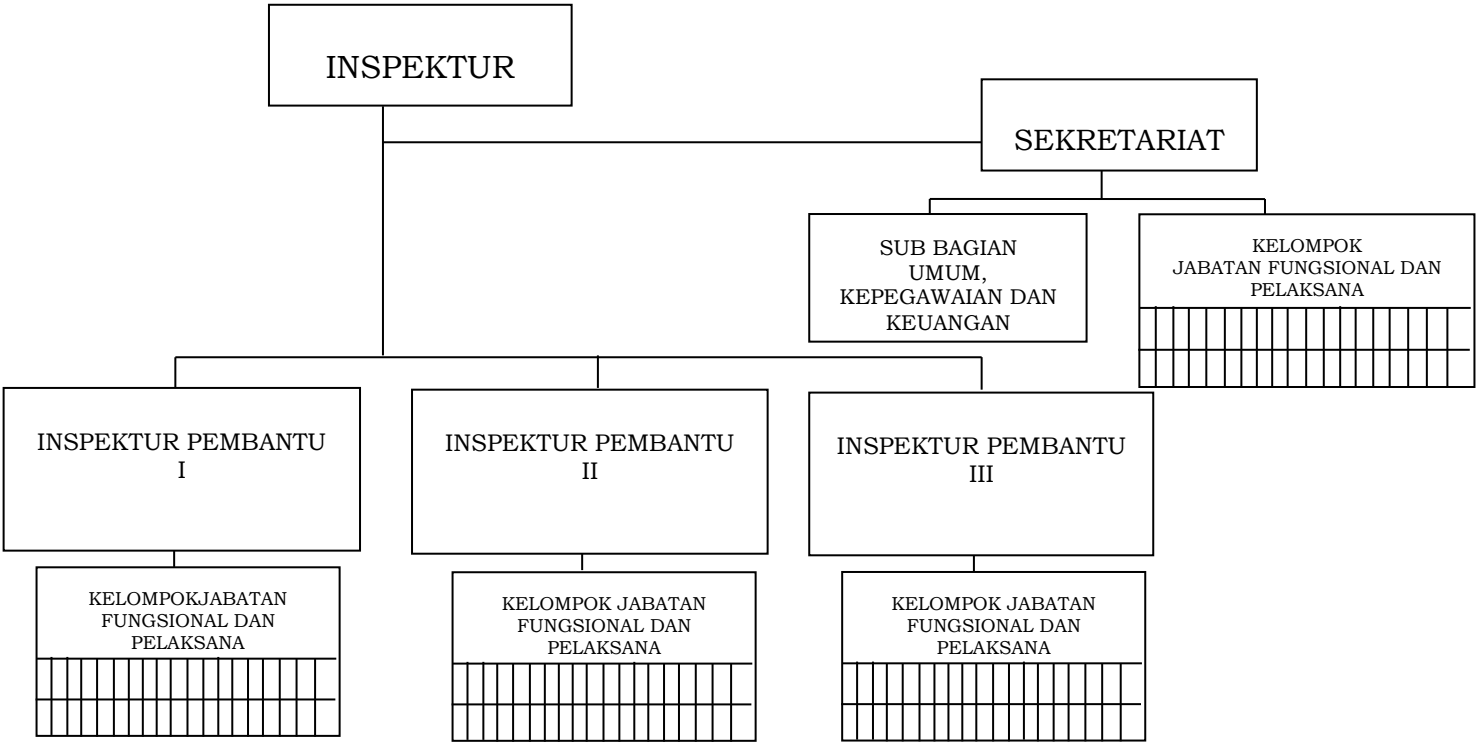 INSPEKTUR
SEKRETARIAT
SUB BAGIAN
UMUM,
KEPEGAWAIAN DAN
KEUANGAN
KELOMPOK
JABATAN FUNGSIONAL DAN
PELAKSANA
INSPEKTUR PEMBANTU
I
INSPEKTUR PEMBANTU
II
INSPEKTUR PEMBANTU
III
KELOMPOKJABATAN
FUNGSIONAL DAN
PELAKSANA
KELOMPOK JABATAN
FUNGSIONAL DAN
PELAKSANA
KELOMPOK JABATAN
FUNGSIONAL DAN
PELAKSANA